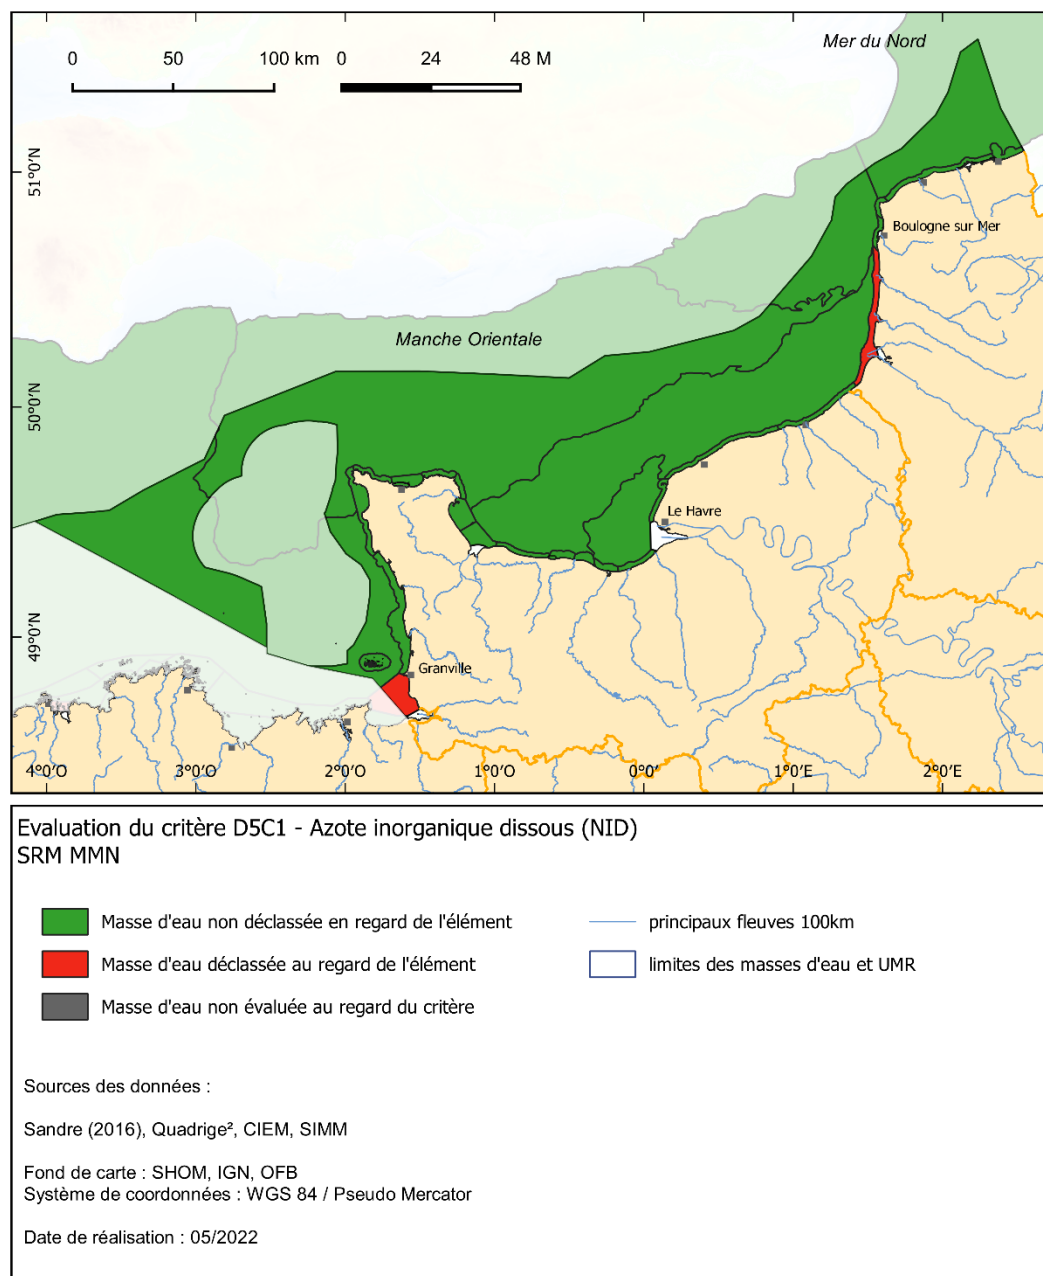 Mer du Nord
0 50 100 km 0 24 48 M
51°0'N
Boulogne sur Mer
Manche Orientale
50°0'N
Le Havre
49°0'N
Granville
4°0'O 3°0'O 2°0'O 1°0'O 0°0' 1°0'E 2°0'E
Evaluation du critère D5C1 - Azote inorganique dissous (NID)
SRM MMN
Masse d'eau non déclassée en regard de l'élément
principaux fleuves 100km
Masse d'eau déclassée au regard de l'élément
limites des masses d'eau et UMR
Masse d'eau non évaluée au regard du critère
Sources des données :
Sandre (2016), Quadrige², CIEM, SIMM
Fond de carte : SHOM, IGN, OFB
Système de coordonnées : WGS 84 / Pseudo Mercator
Date de réalisation : 05/2022